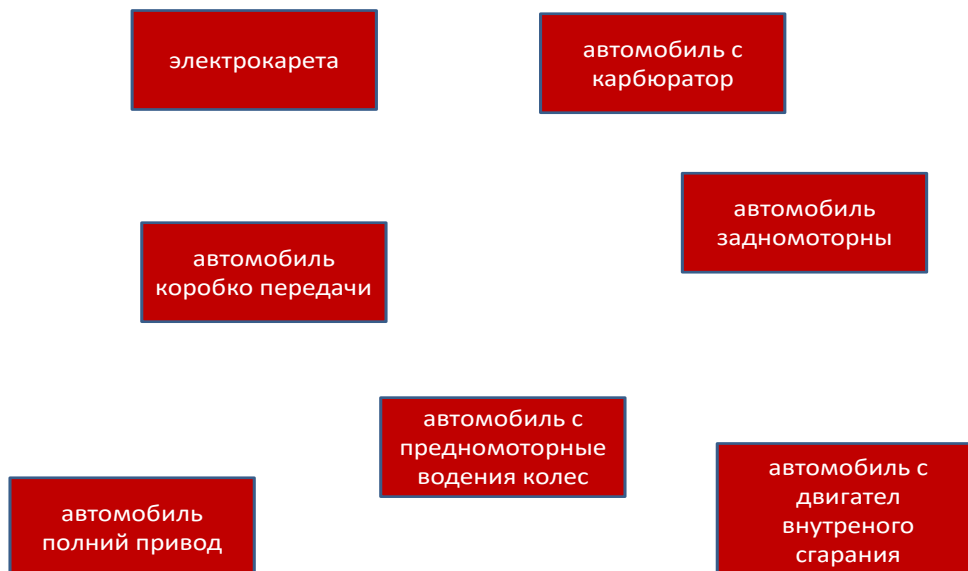 электрокарета
автомобиль с
карбюратор
автомобиль
задномоторны
автомобиль
коробко передачи
автомобиль с
предномоторные
водения колес
автомобиль с
двигател
внутреного
сгарания
автомобиль
полний привод